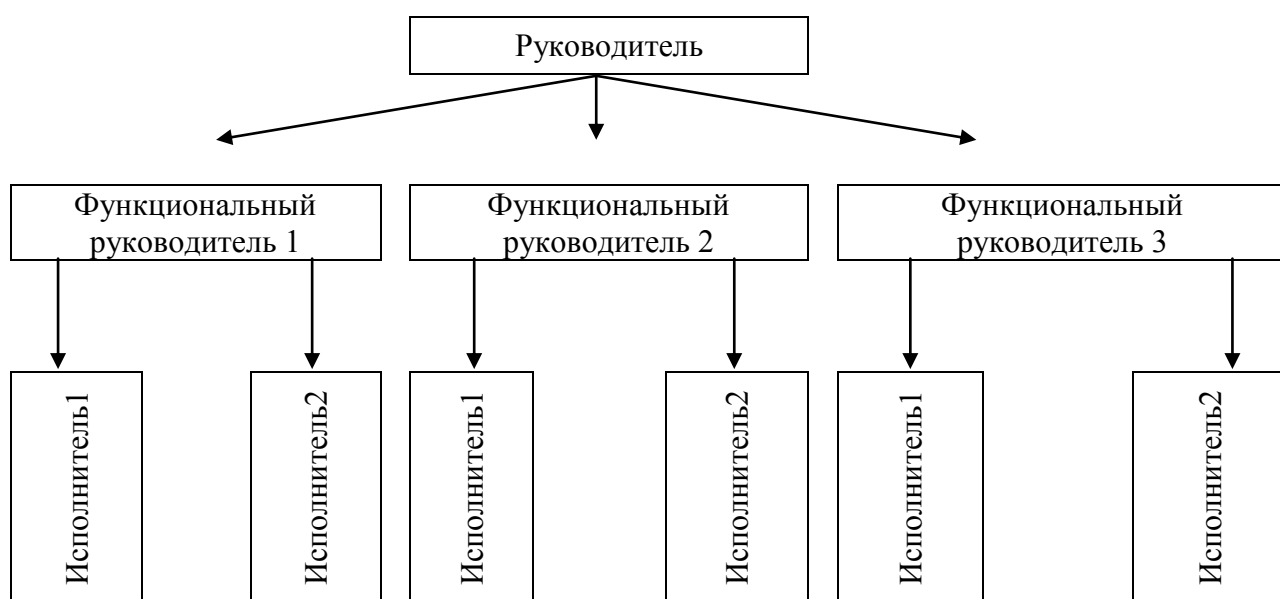 Руководитель
Функциональный
руководитель 1
Функциональный
руководитель 2
Функциональный
руководитель 3
Исполнитель1
Исполнитель2
Исполнитель1
Исполнитель2
Исполнитель1
Исполнитель2